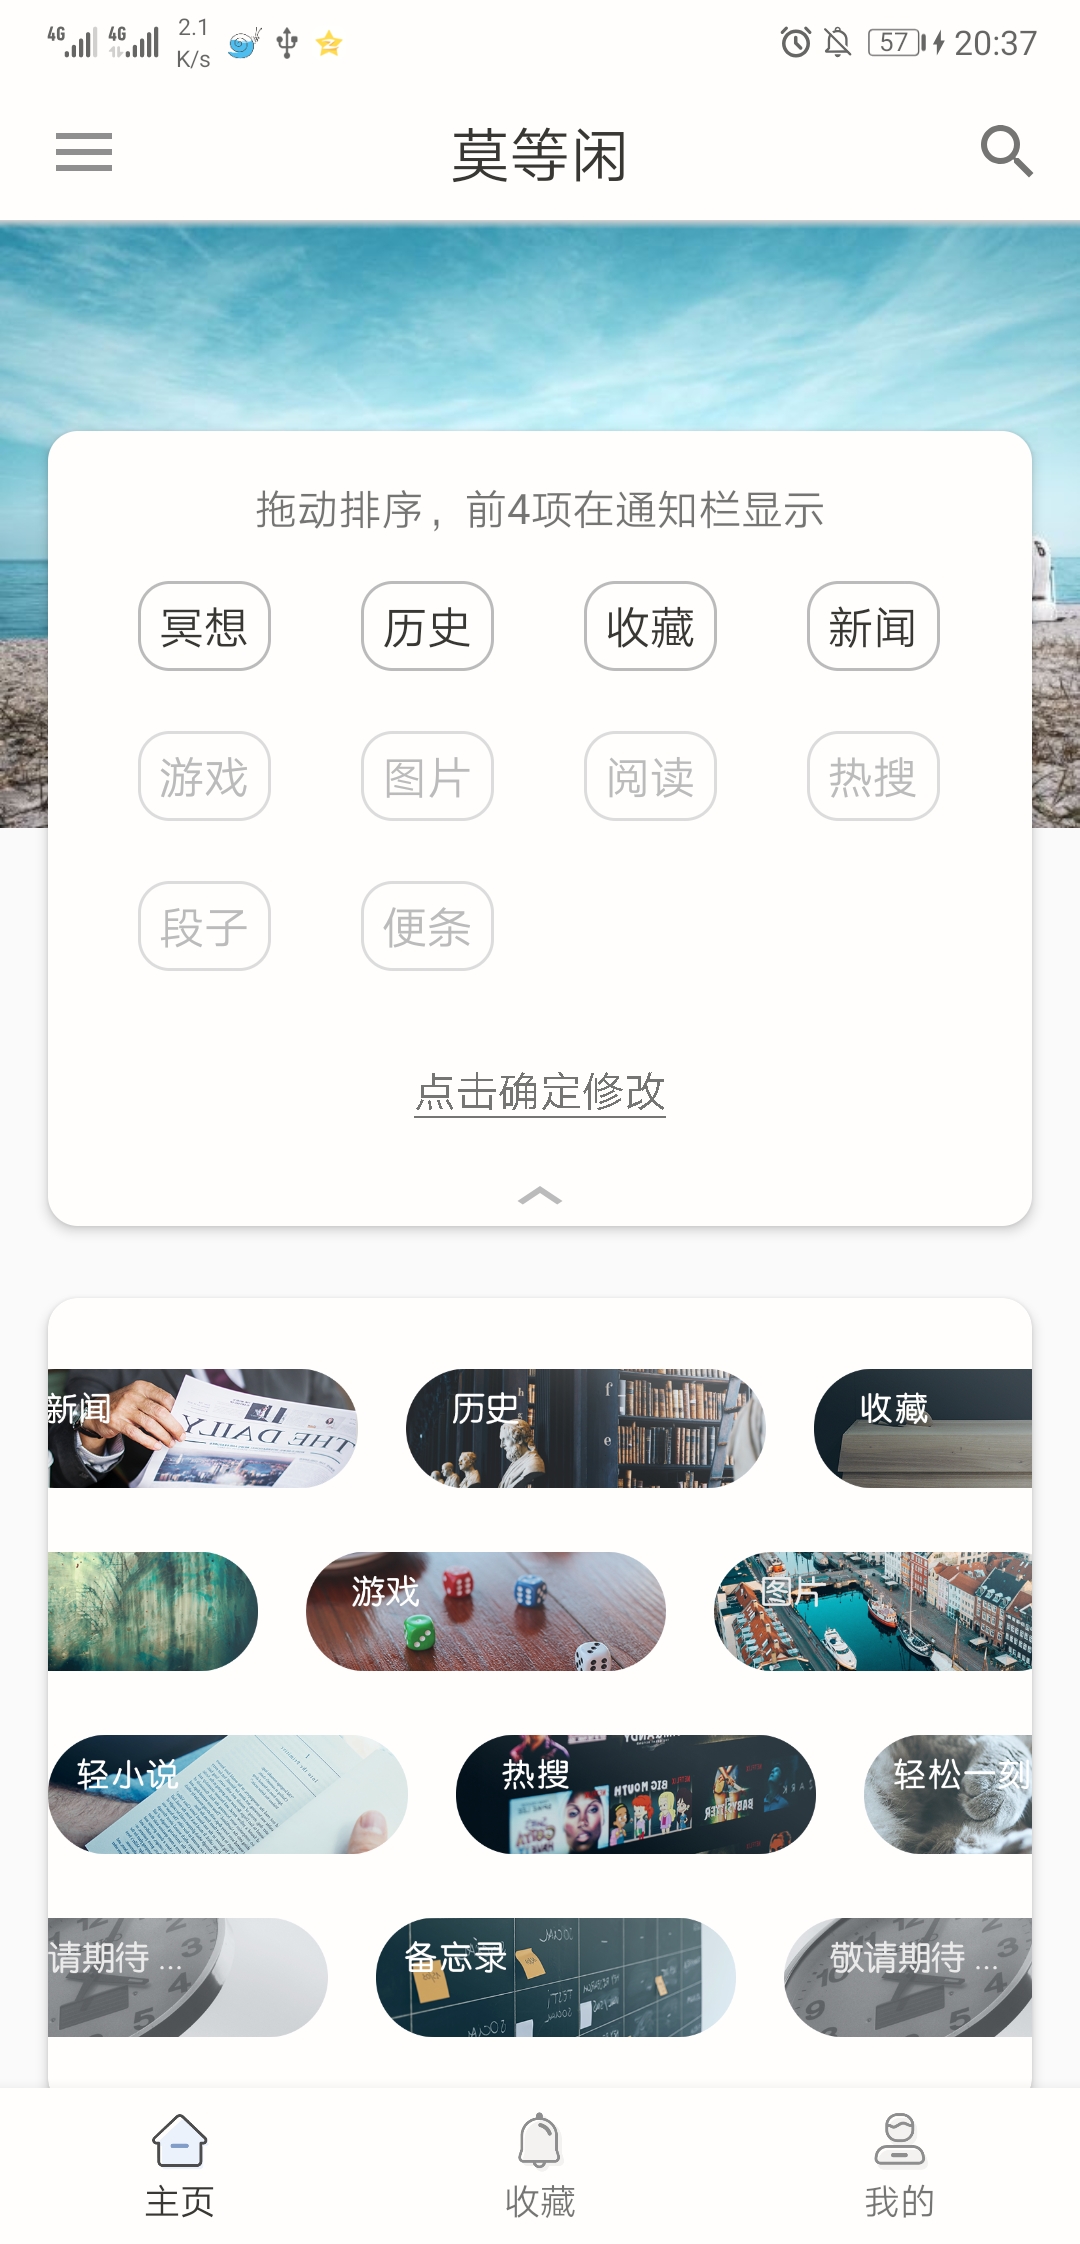 4G 4G 2.1 K/s 57 20:37
莫等闲
拖动排序，前4项在通知栏显示
冥想 历史 收藏 新闻
游戏 图片 阅读 热搜
段子 便条
点击确定修改
新闻 历史 收藏
游戏 图片
轻小说 热搜 轻松一刻
请期待 ... 备忘录 敬请期待 ...
主页 收藏 我的